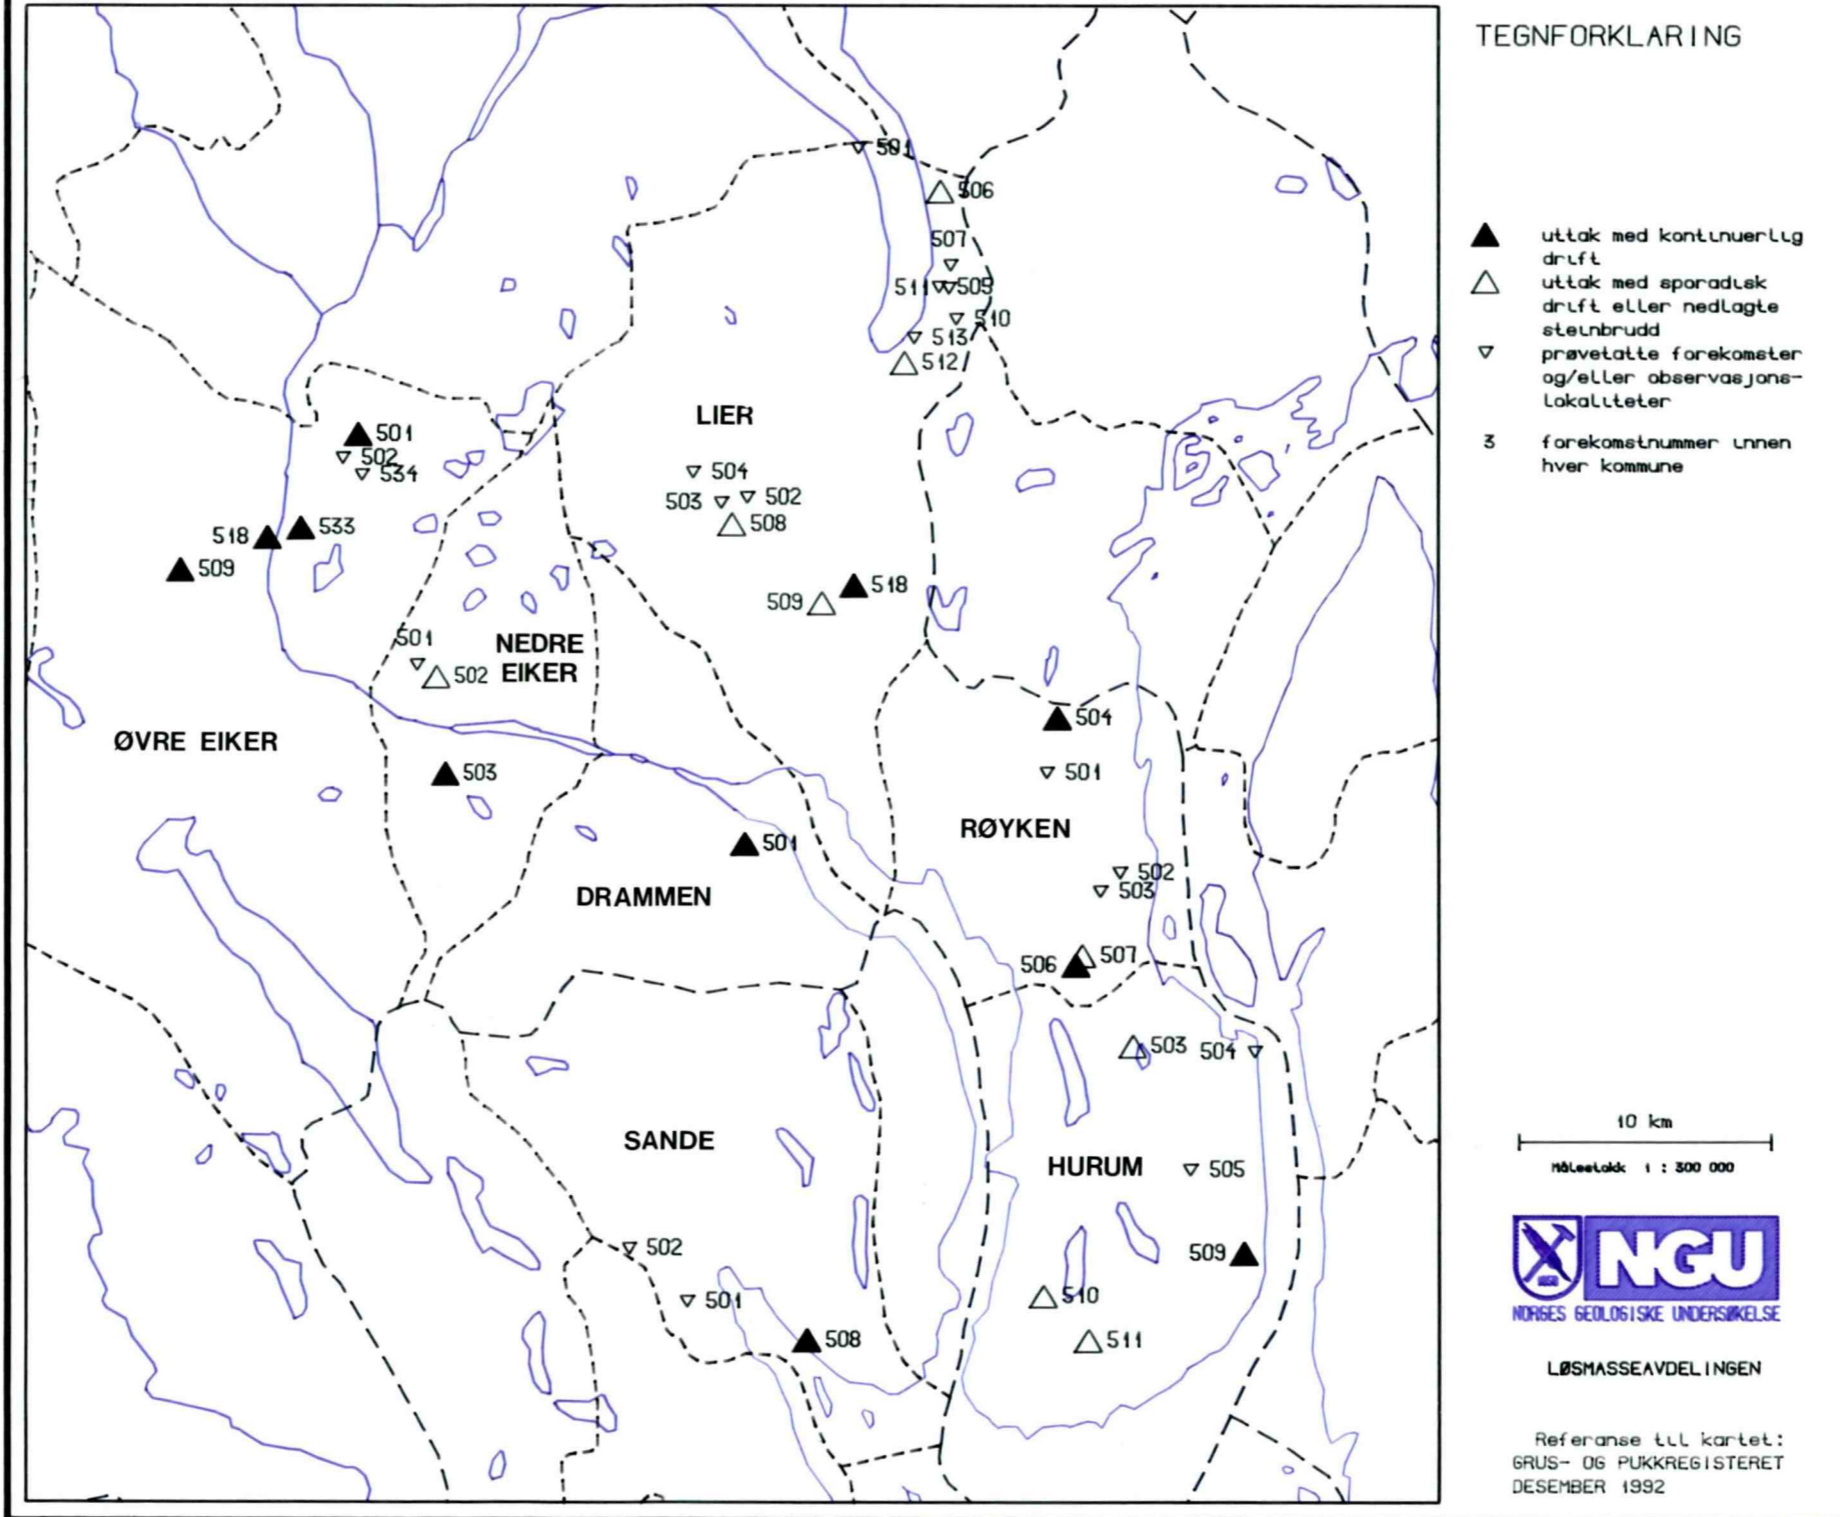 TEGNFORKLARING
uttak med kontinuerlig
drift
uttak med sporadisk
drift eller nedlagte
steinbrudd
prøvetatte forekomster
og/eller observasjons-
lokaliteter
3 forekomstnummer innen
hver kommune
501
506
507
511 505
510
513
512
LIER
501
502
534
504
503 502
508
518 533
509
518
509
501
NEDRE
EIKER
502
ØVRE EIKER
504
503
501
RØYKEN
501
502
503
DRAMMEN
507
506
503 504
SANDE
HURUM
505
502
509
501
510
508
511
10 km
Målestokk 1 : 300 000
NGU
NORGES GEOLOGISKE UNDERSØKELSE
LØSMASSEAVDELINGEN
Referanse til kartet:
GRUS- OG PUKKREGISTERET
DESEMBER 1992